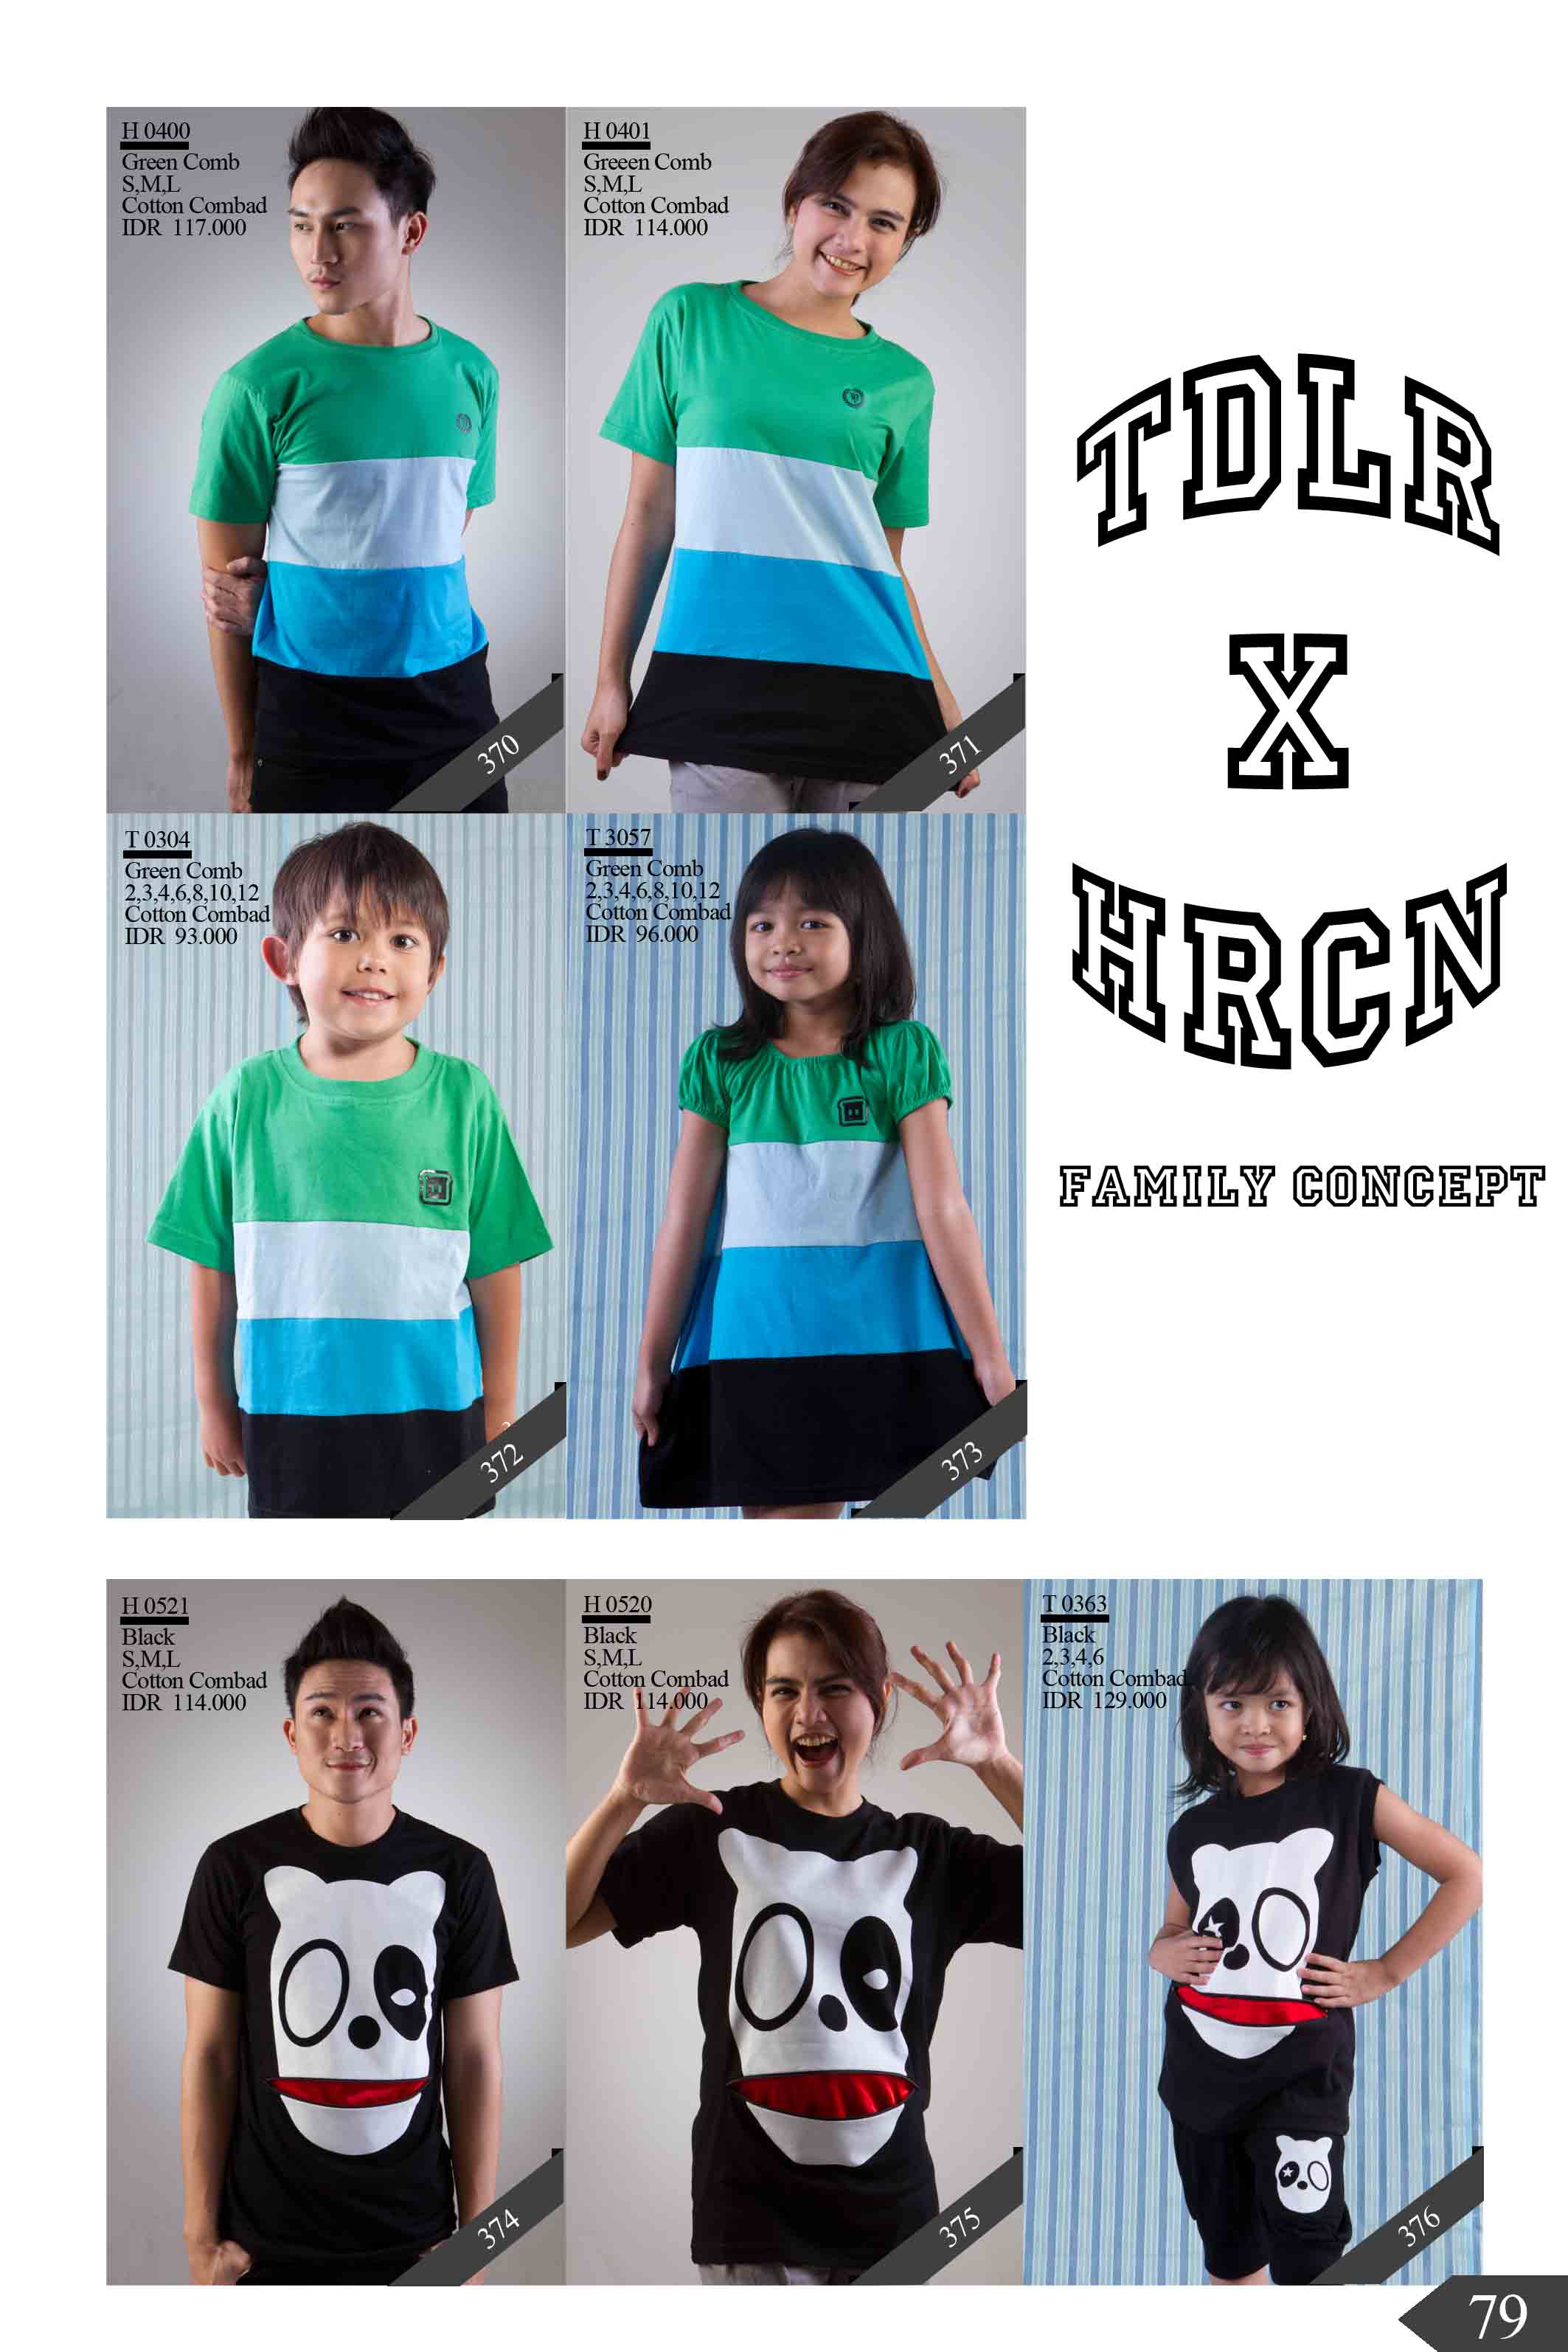 H 0400
Green Comb
S,M,L
Cotton Combad
IDR 117.000
370
H 0401
Greeen Comb
S,M,L
Cotton Combad
IDR 114.000
371
TDLR
X
HRCN
FAMILY CONCEPT
T 0304
Green Comb
2,3,4,6,8,10,12
Cotton Combad
IDR 93.000
372
T 3057
Green Comb
2,3,4,6,8,10,12
Cotton Combad
IDR 96.000
373
H 0521
Black
S,M,L
Cotton Combad
IDR 114.000
374
H 0520
Black
S,M,L
Cotton Combad
IDR 114.000
375
T 0363
Black
2,3,4,6
Cotton Combad
IDR 129.000
376
79